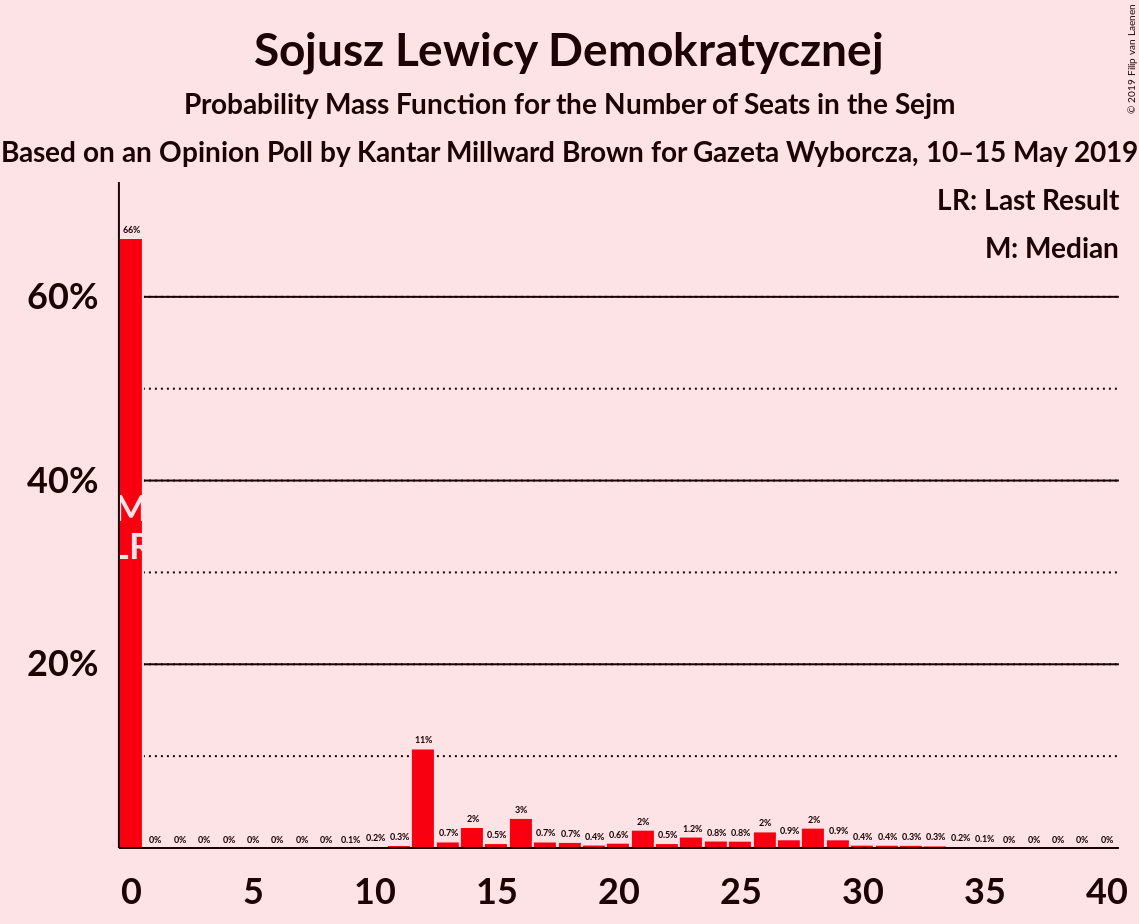 Sojusz Lewicy Demokratycznej
Probability Mass Function for the Number of Seats in the Sejm
Based on an Opinion Poll by Kantar Millward Brown for Gazeta Wyborcza, 10–15 May 2019
© 2019 Filip van Laenen
LR: Last Result
M: Median
66%
60%
40%
M
LR
20%
11%
0% 0% 0% 0% 0% 0% 0% 0% 0.1% 0.2% 0.3% 0.7% 2% 0.5% 3% 0.7% 0.7% 0.4% 0.6% 2% 0.5% 1.2% 0.8% 0.8% 2% 0.9% 2% 0.9% 0.4% 0.4% 0.3% 0.3% 0.2% 0.1% 0% 0% 0% 0% 0%
0 5 10 15 20 25 30 35 40